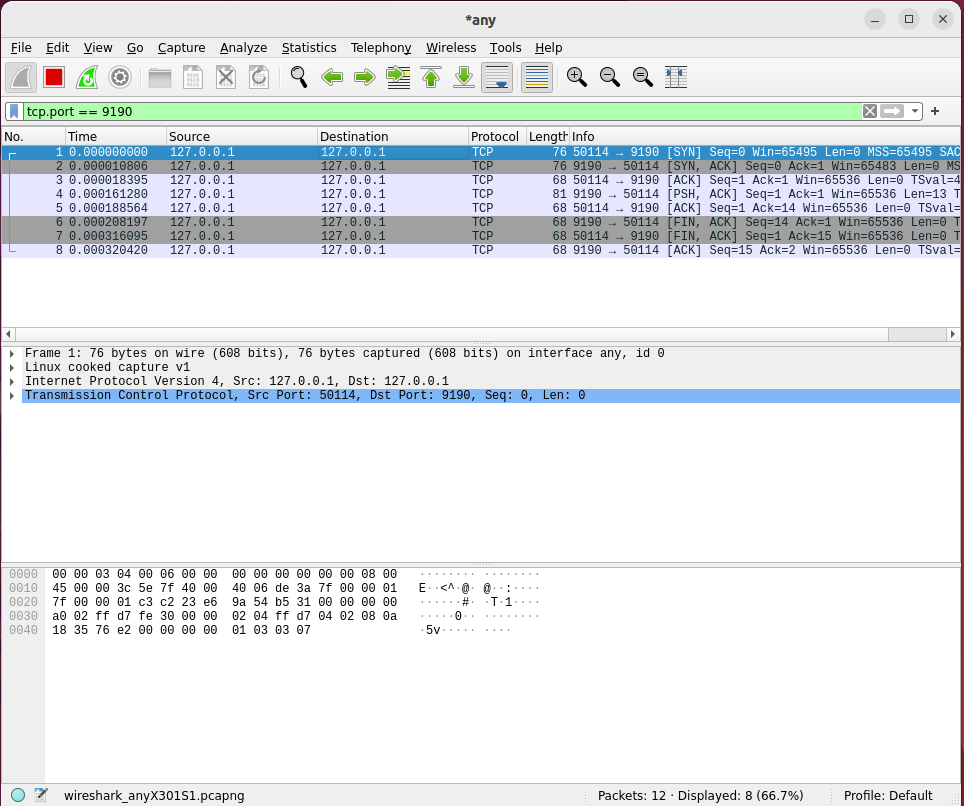 *any
File Edit View Go Capture Analyze Statistics Telephony Wireless Tools Help
tcp.port == 9190
No. Time Source Destination Protocol Length Info
1 0.000000000 127.0.0.1 127.0.0.1 TCP 76 50114 → 9190 [SYN] Seq=0 Win=65495 Len=0 MSS=65495 SAC
2 0.000010806 127.0.0.1 127.0.0.1 TCP 76 9190 → 50114 [SYN, ACK] Seq=0 Ack=1 Win=65483 Len=0 MS
3 0.000018395 127.0.0.1 127.0.0.1 TCP 68 50114 → 9190 [ACK] Seq=1 Ack=1 Win=65536 Len=0 TSval=4
4 0.000161280 127.0.0.1 127.0.0.1 TCP 81 9190 → 50114 [PSH, ACK] Seq=1 Ack=1 Win=65536 Len=13 T
5 0.000188564 127.0.0.1 127.0.0.1 TCP 68 50114 → 9190 [ACK] Seq=1 Ack=14 Win=65536 Len=0 TSval=
6 0.000208197 127.0.0.1 127.0.0.1 TCP 68 9190 → 50114 [FIN, ACK] Seq=14 Ack=1 Win=65536 Len=0 T
7 0.000316095 127.0.0.1 127.0.0.1 TCP 68 50114 → 9190 [FIN, ACK] Seq=1 Ack=15 Win=65536 Len=0 T
8 0.000320420 127.0.0.1 127.0.0.1 TCP 68 9190 → 50114 [ACK] Seq=15 Ack=2 Win=65536 Len=0 TSval=
Frame 1: 76 bytes on wire (608 bits), 76 bytes captured (608 bits) on interface any, id 0
Linux cooked capture v1
Internet Protocol Version 4, Src: 127.0.0.1, Dst: 127.0.0.1
Transmission Control Protocol, Src Port: 50114, Dst Port: 9190, Seq: 0, Len: 0
0000 00 00 03 04 00 06 00 00 00 00 00 00 00 00 08 00 ········ ········
0010 45 00 00 3c 5e 7f 40 00 40 06 de 3a 7f 00 00 01 E··<^·@· @··:····
0020 7f 00 00 01 c3 c2 23 e6 9a 54 b5 31 00 00 00 00 ······#· ·T·1····
0030 a0 02 ff d7 fe 30 00 00 02 04 ff d7 04 02 08 0a ·····0·· ········
0040 18 35 76 e2 00 00 00 00 01 03 03 07 ·5v····· ····
wireshark_anyX301S1.pcapng Packets: 12 · Displayed: 8 (66.7%) Profile: Default